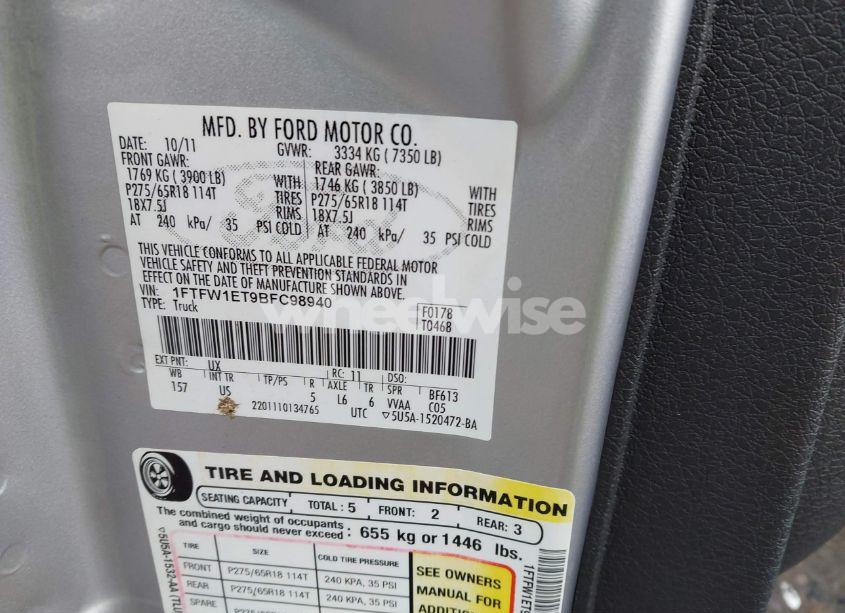 MFD. BY FORD MOTOR CO.
DATE: 10/11 GVWR: 3334 KG ( 7350 LB)
FRONT GAWR: REAR GAWR:
1769 KG ( 3900 LB) WITH 1746 KG ( 3850 LB) WITH
P275/65R18 114T TIRES P275/65R18 114T TIRES
18X7.5J RIMS 18X7.5J RIMS
AT 240 kPa/ 35 PSI COLD AT 240 kPa/ 35 PSI COLD
THIS VEHICLE CONFORMS TO ALL APPLICABLE FEDERAL MOTOR
VEHICLE SAFETY AND THEFT PREVENTION STANDARDS IN
EFFECT ON THE DATE OF MANUFACTURE SHOWN ABOVE.
VIN: 1FTFW1ET9BFC98940 F0178
TYPE: Truck T0468
wheelwise
EXT PNT: UX RC: 11 DSO:
WB INT TR TP/PS R AXLE TR SPR BF613
157 US 5 L6 6 VVAA C05
2201110134765 UTC ▽5U5A-1520472-BA
TIRE AND LOADING INFORMATION
SEATING CAPACITY TOTAL: 5 FRONT: 2 REAR: 3
The combined weight of occupants
and cargo should never exceed: 655 kg or 1446 lbs.
TIRE SIZE COLD TIRE PRESSURE
FRONT P275/65R18 114T 240 KPA, 35 PSI
REAR P275/65R18 114T 240 KPA, 35 PSI
SPARE
SEE OWNERS
MANUAL FOR